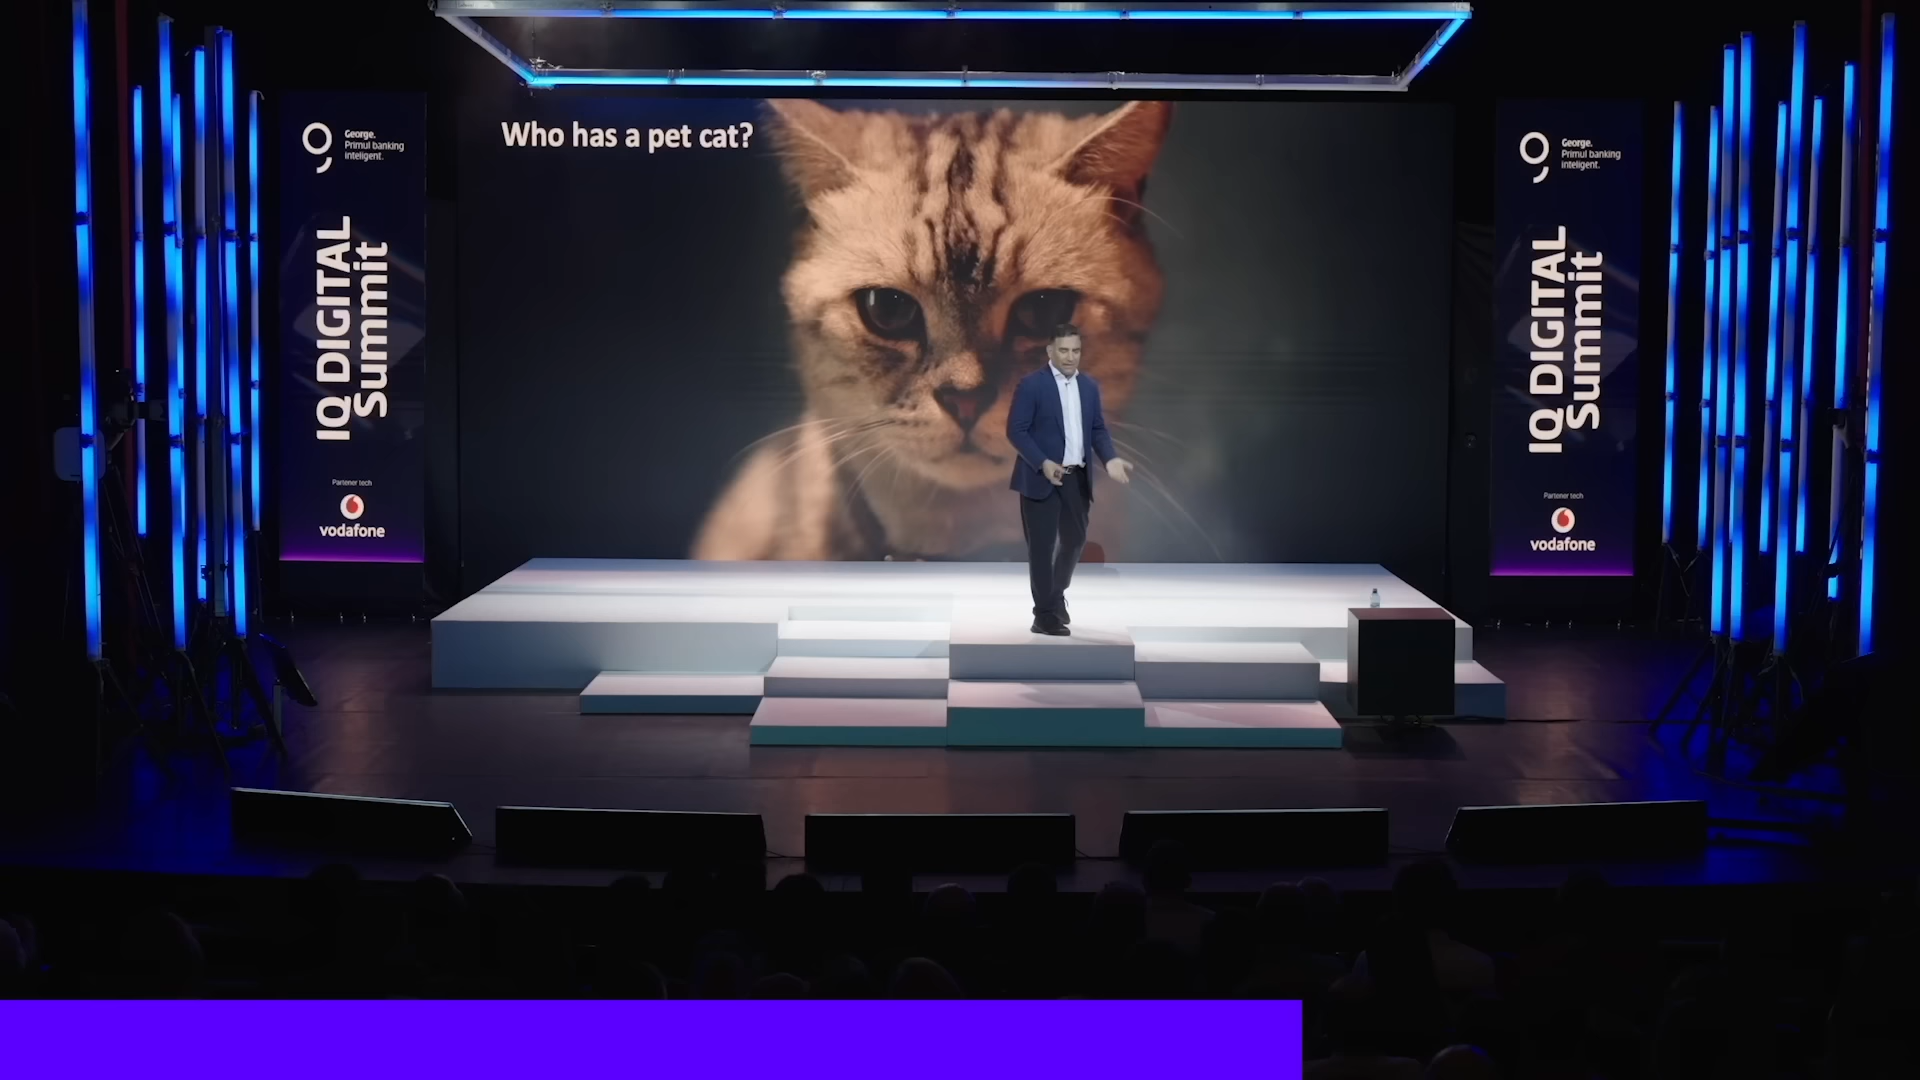 Who has a pet cat?
George.
Primul banking
inteligent.
IQ DIGITAL
Summit
Partener tech
vodafone
George.
Primul banking
inteligent.
IQ DIGITAL
Summit
Partener tech
vodafone